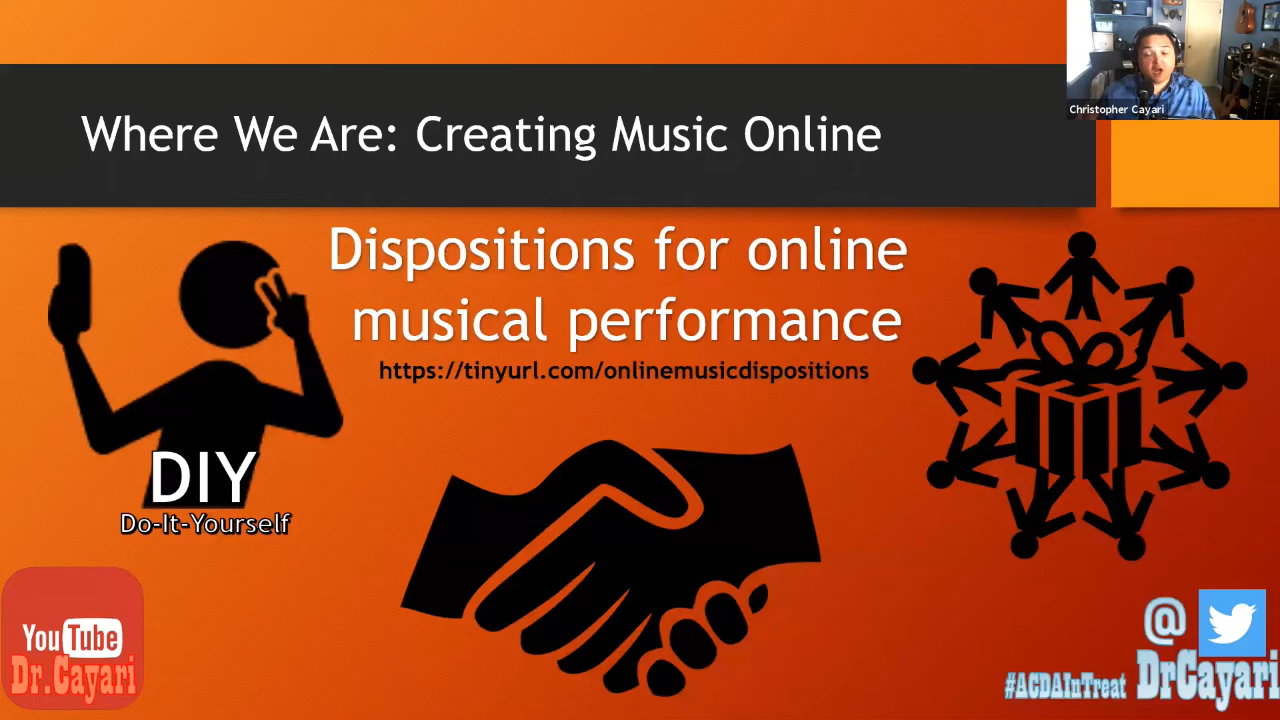 Christopher Cayari
Where We Are: Creating Music Online
Dispositions for online
musical performance
https://tinyurl.com/onlinemusicdispositions
DIY
Do-It-Yourself
YouTube
Dr.Cayari
@
#ACDAInTreat DrCayari